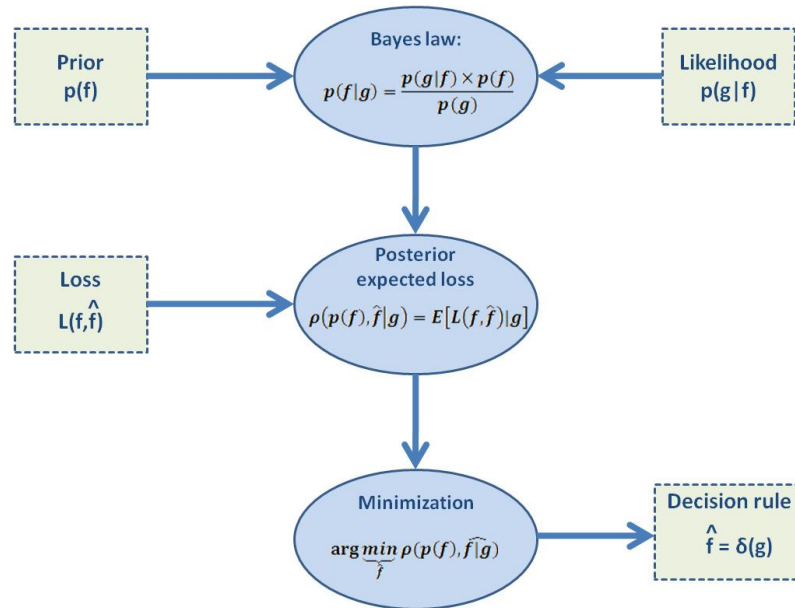 Prior
p(f)
Bayes law:
p(f|g) = p(g|f) × p(f) / p(g)
Likelihood
p(g|f)
Loss
L(f,f̂)
Posterior
expected loss
ρ(p(f),f̂|g) = E[L(f,f̂)|g]
Minimization
arg min ρ(p(f),f̂|g)
f̂
Decision rule
f̂ = δ(g)